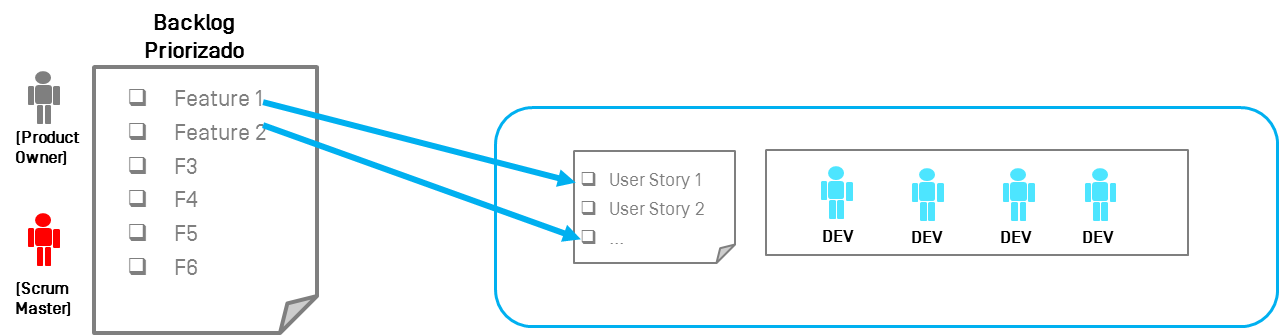 Backlog
Priorizado
[Product
Owner]
[Scrum
Master]
❑ Feature 1
❑ Feature 2
❑ F3
❑ F4
❑ F5
❑ F6
❑ User Story 1
❑ User Story 2
❑ ...
DEV DEV DEV DEV